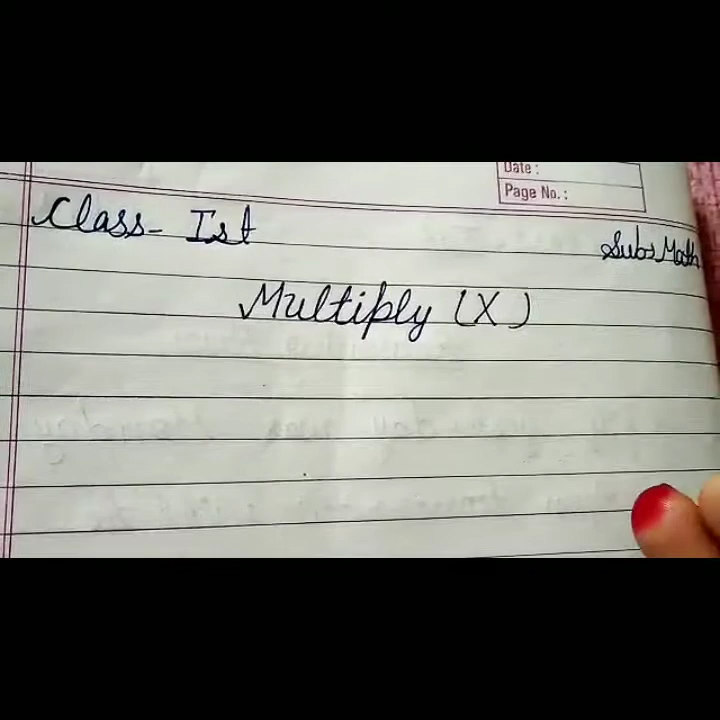 Date :
Page No. :
Class- Ist
Sub: Math
Multiply (X)